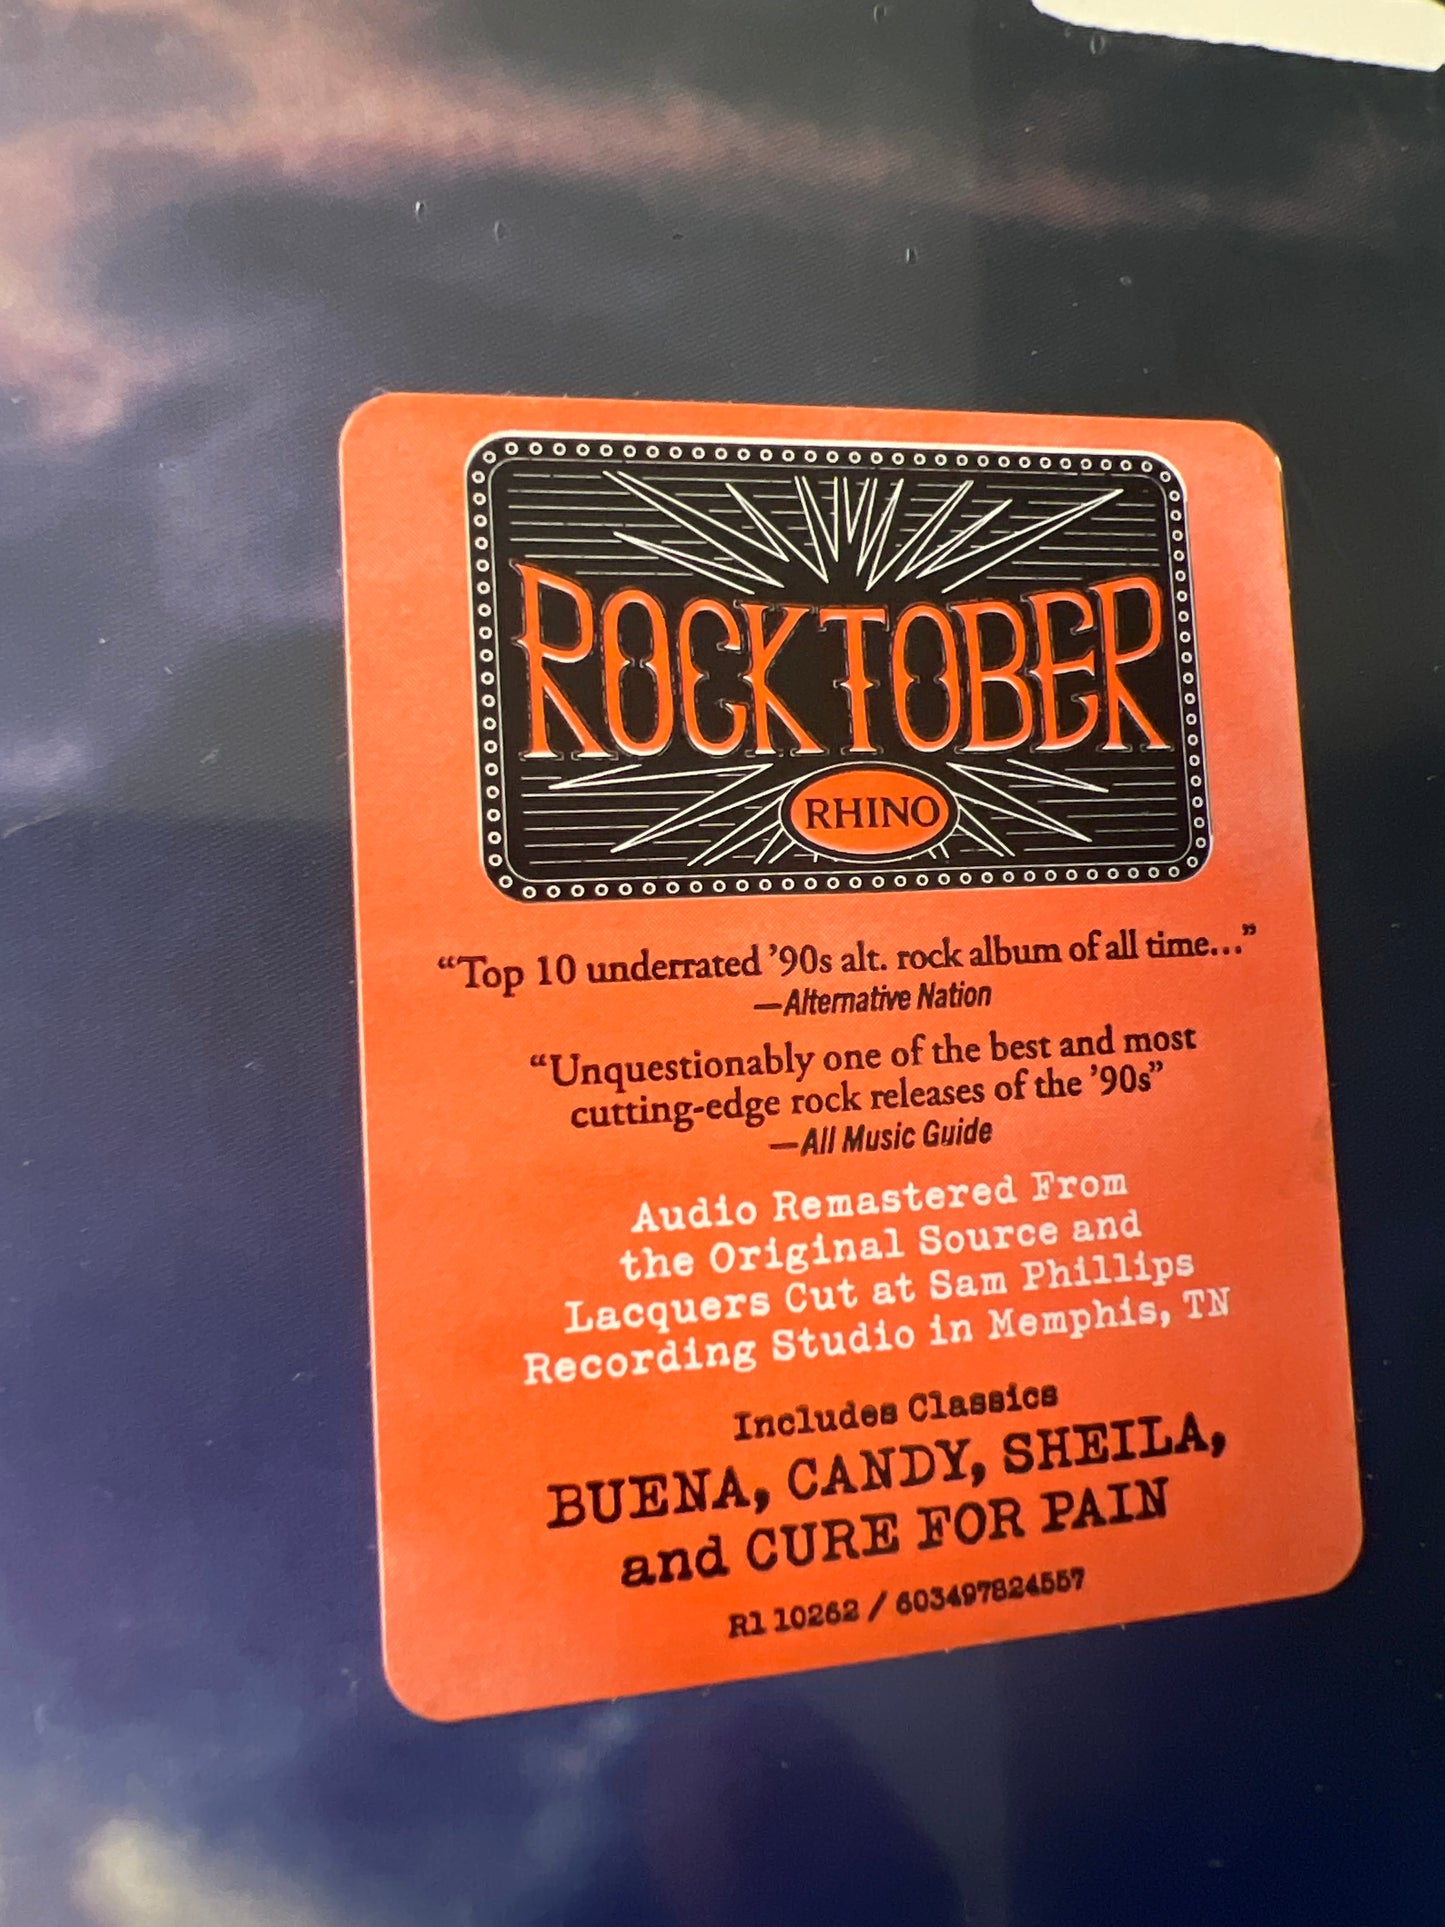 ROCKTOBER
RHINO
“Top 10 underrated ’90s alt. rock album of all time...”
—Alternative Nation
“Unquestionably one of the best and most
cutting-edge rock releases of the ’90s”
—All Music Guide
Audio Remastered From
the Original Source and
Lacquers Cut at Sam Phillips
Recording Studio in Memphis, TN
Includes Classics
BUENA, CANDY, SHEILA,
and CURE FOR PAIN
R1 10262 / 603497824557